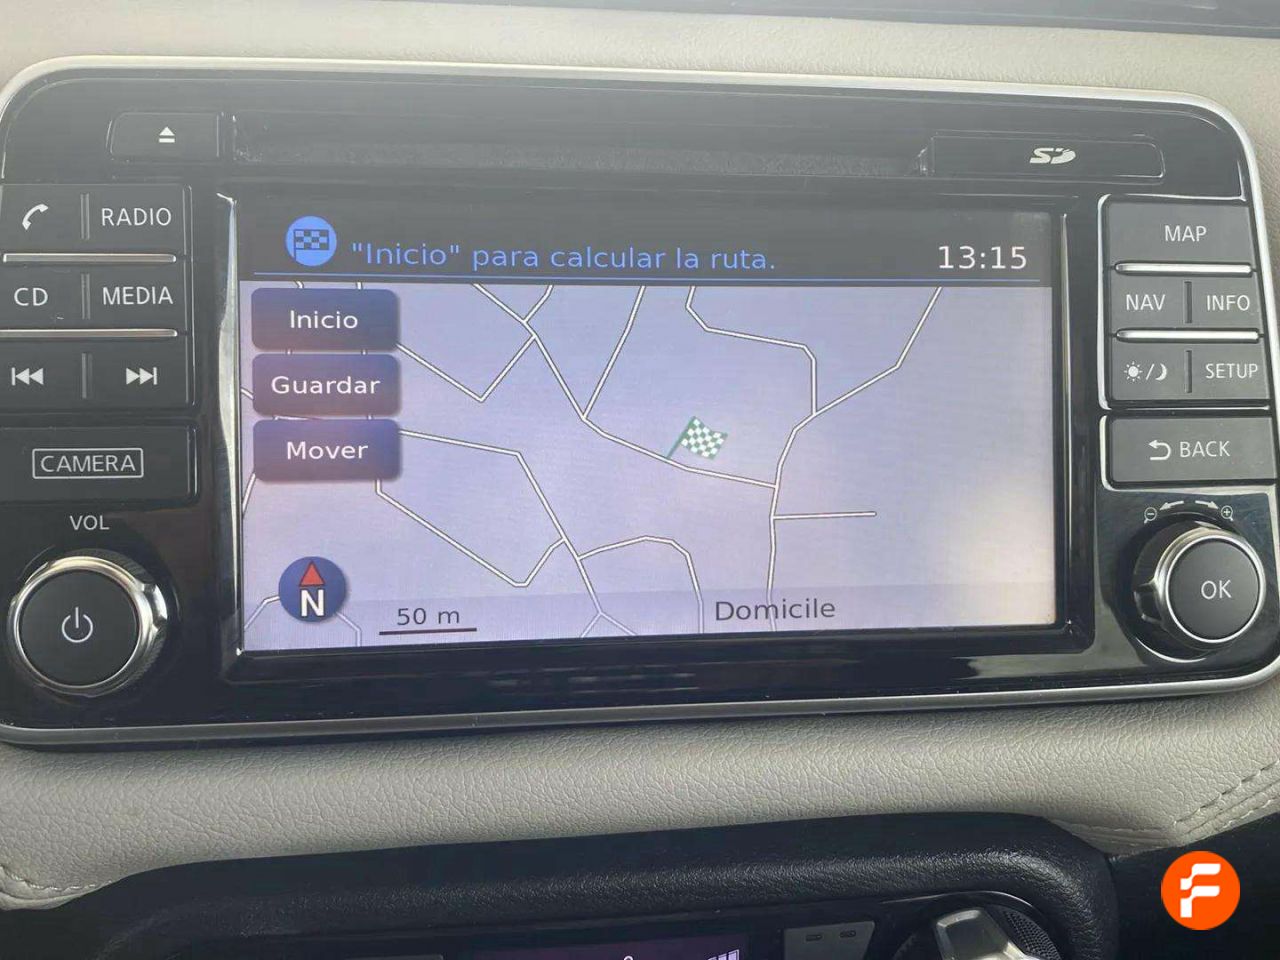 SD
RADIO
MAP
"Inicio" para calcular la ruta.
13:15
CD
MEDIA
NAV
INFO
Inicio
Guardar
SETUP
Mover
BACK
CAMERA
VOL
N
50 m
Domicile
OK